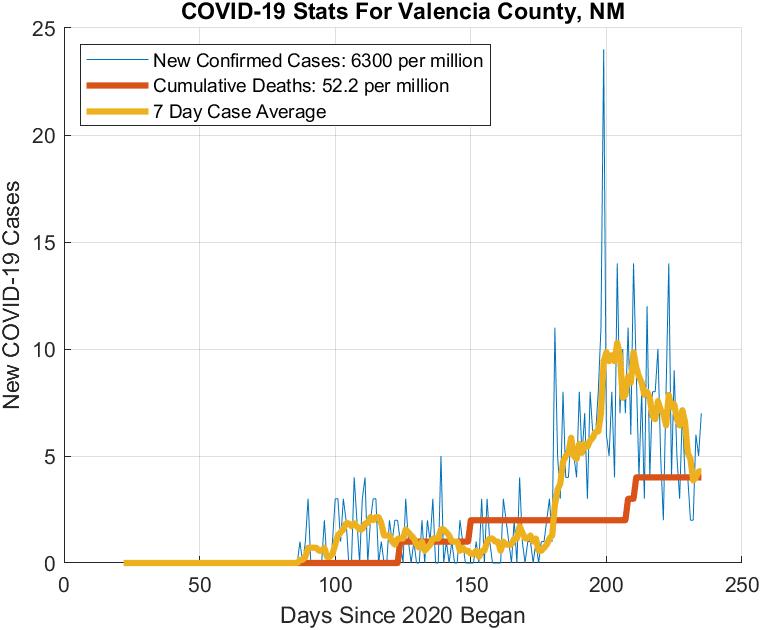 COVID-19 Stats For Valencia County, NM
25
New Confirmed Cases: 6300 per million
Cumulative Deaths: 52.2 per million
7 Day Case Average
20
15
10
5
0
New COVID-19 Cases
0 50 100 150 200 250
Days Since 2020 Began